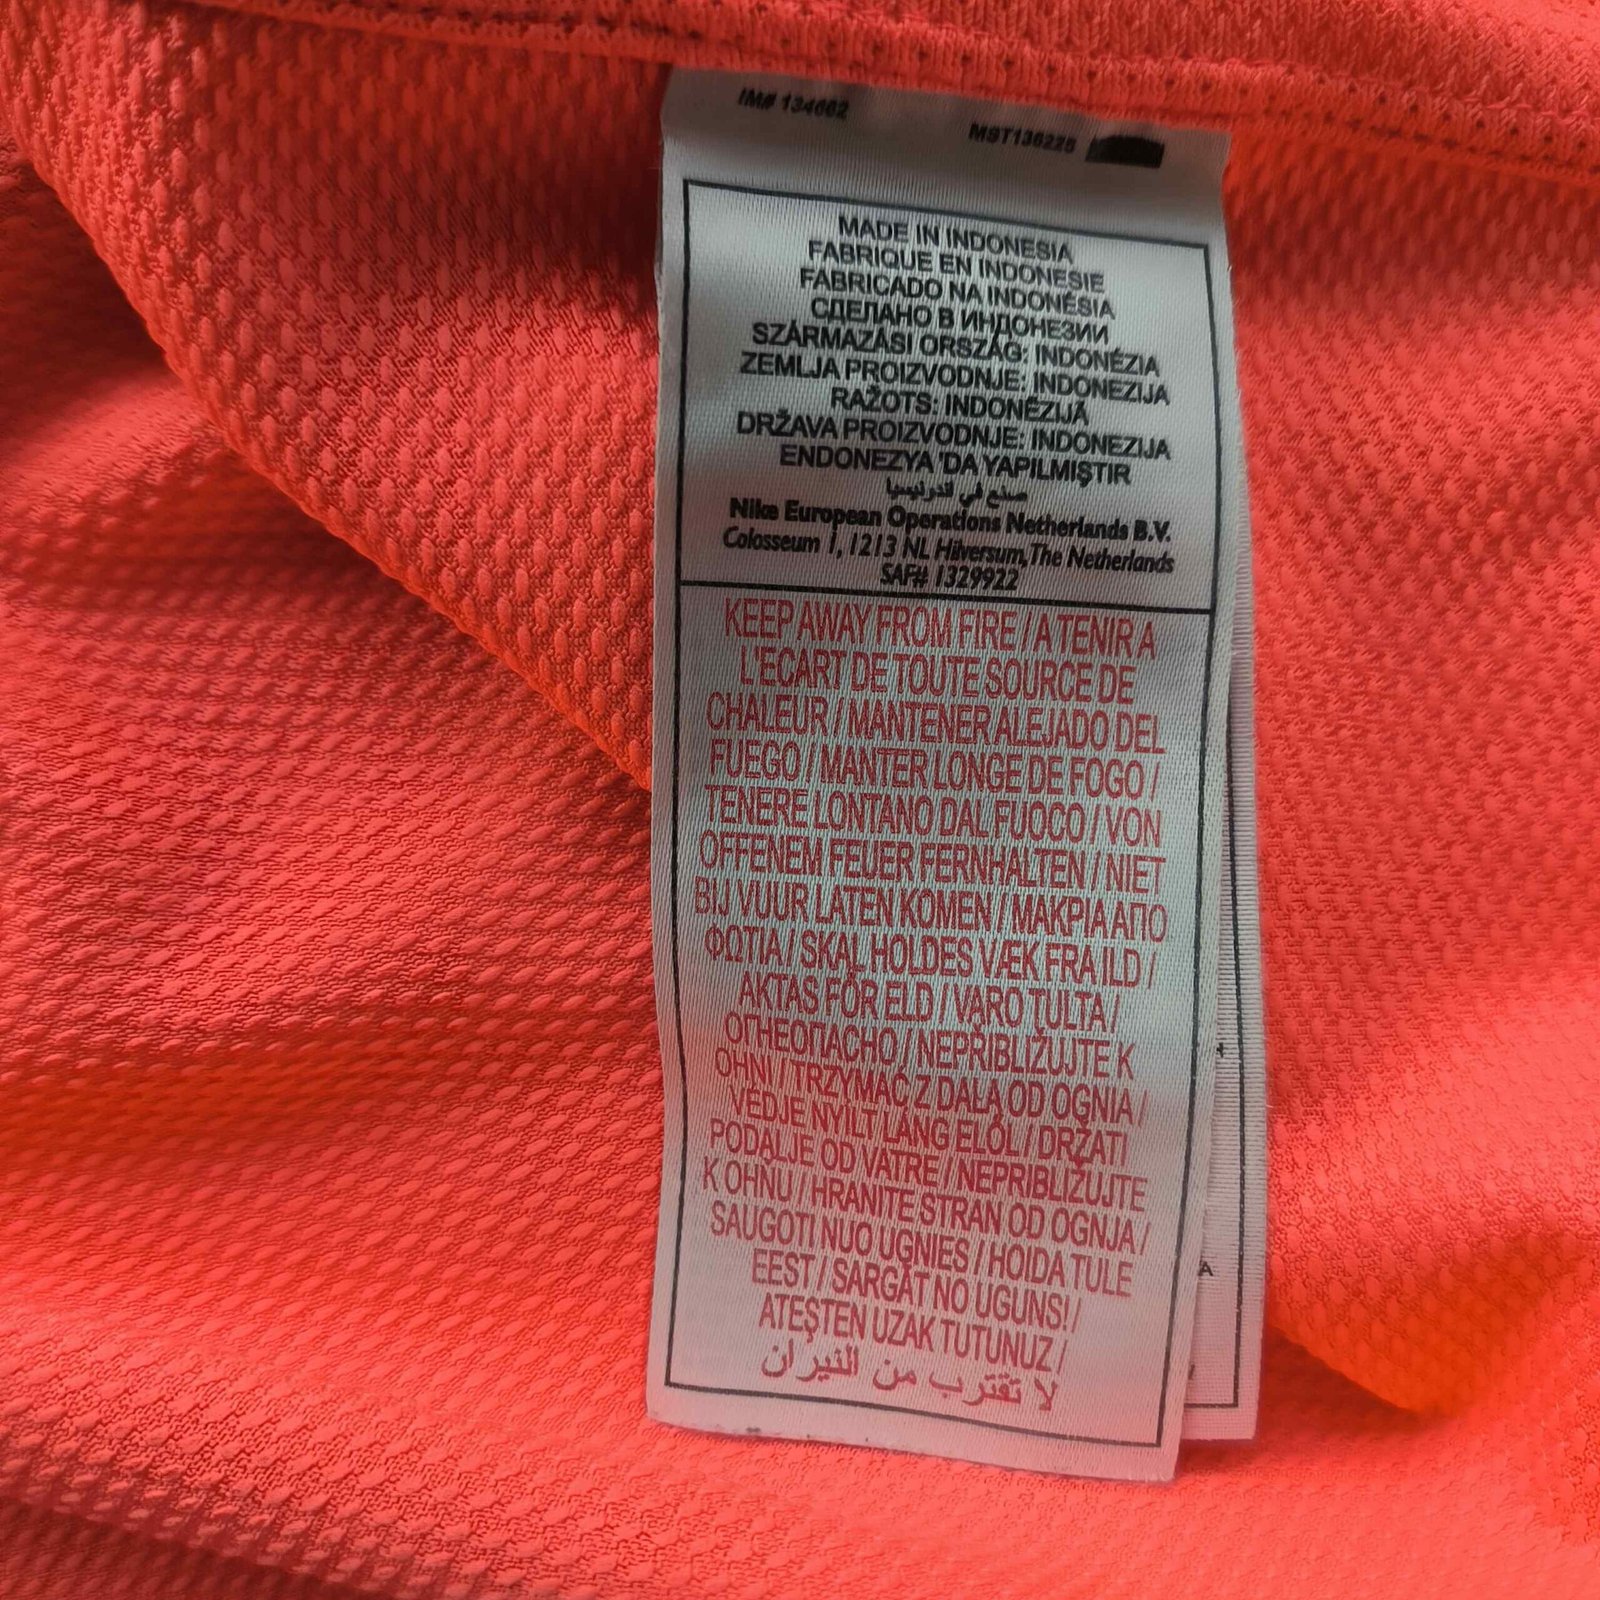 IM# 134662
MST136225
MADE IN INDONESIA
FABRIQUE EN INDONESIE
FABRICADO NA INDONÉSIA
СДЕЛАНО В ИНДОНЕЗИИ
SZÁRMAZÁSI ORSZÁG: INDONÉZIA
ZEMLJA PROIZVODNJE: INDONEZIJA
RAŽOTS: INDONĒZIJĀ
DRŽAVA PROIZVODNJE: INDONEZIJA
ENDONEZYA 'DA YAPILMIŞTIR
صنع في اندونيسيا
Nike European Operations Netherlands B.V.
Colosseum 1, 1213 NL Hilversum, The Netherlands
SAF# 1329922
KEEP AWAY FROM FIRE / A TENIR A
L'ECART DE TOUTE SOURCE DE
CHALEUR / MANTENER ALEJADO DEL
FUEGO / MANTER LONGE DE FOGO /
TENERE LONTANO DAL FUOCO / VON
OFFENEM FEUER FERNHALTEN / NIET
BIJ VUUR LATEN KOMEN / ΜΑΚΡΙΑ ΑΠΟ
ΦΩΤΙΑ / SKAL HOLDES VÆK FRA ILD /
AKTAS FÖR ELD / VARO TULTA /
ОГНЕОПАСНО / NEPŘIBLIŽUJTE K
OHNI / TRZYMAĆ Z DALA OD OGNIA /
VÉDJE NYÍLT LÁNG ELŐL / DRŽATI
PODALJE OD VATRE / NEPRIBLIŽUJTE
K OHŇU / HRANITE STRAN OD OGNJA /
SAUGOTI NUO UGNIES / HOIDA TULE
EEST / SARGĀT NO UGUNS! /
ATEŞTEN UZAK TUTUNUZ /
لا تقترب من النيران